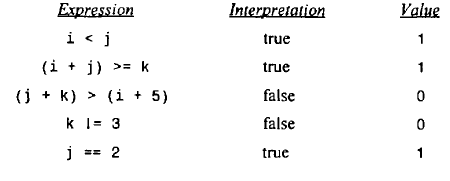 Expression Interpretation Value
i < j true 1
(i + j) >= k true 1
(j + k) > (i + 5) false 0
k != 3 false 0
j == 2 true 1